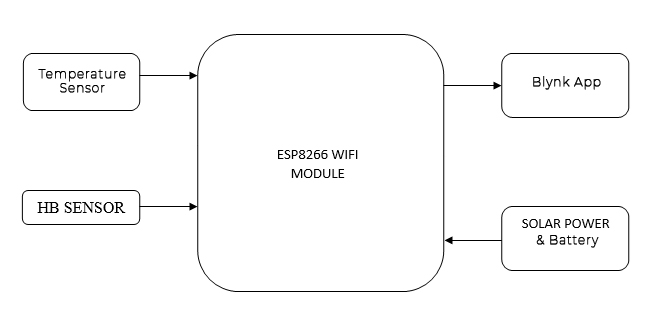 Temperature
Sensor
HB SENSOR
ESP8266 WIFI
MODULE
Blynk App
SOLAR POWER
& Battery